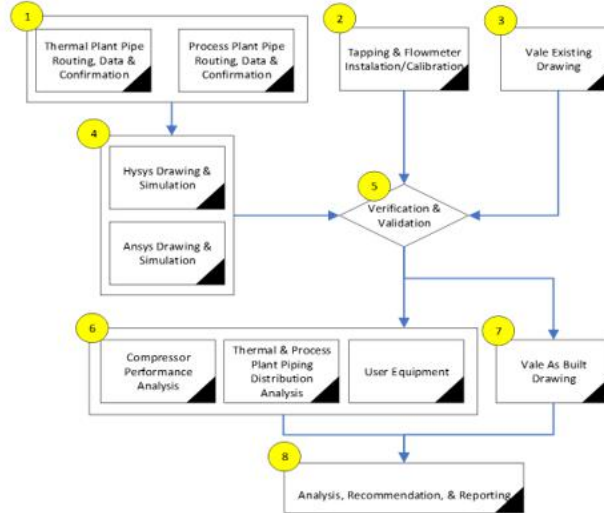 1
Thermal Plant Pipe
Routing, Data &
Confirmation
Process Plant Pipe
Routing, Data &
Confirmation
2
Tapping & Flowmeter
Instalation/Calibration
3
Vale Existing
Drawing
4
Hysys Drawing &
Simulation
Ansys Drawing &
Simulation
5
Verification &
Validation
6
Compressor
Performance
Analysis
Thermal & Process
Plant Piping
Distribution
Analysis
User Equipment
7
Vale As Built
Drawing
8
Analysis, Recommendation, & Reporting